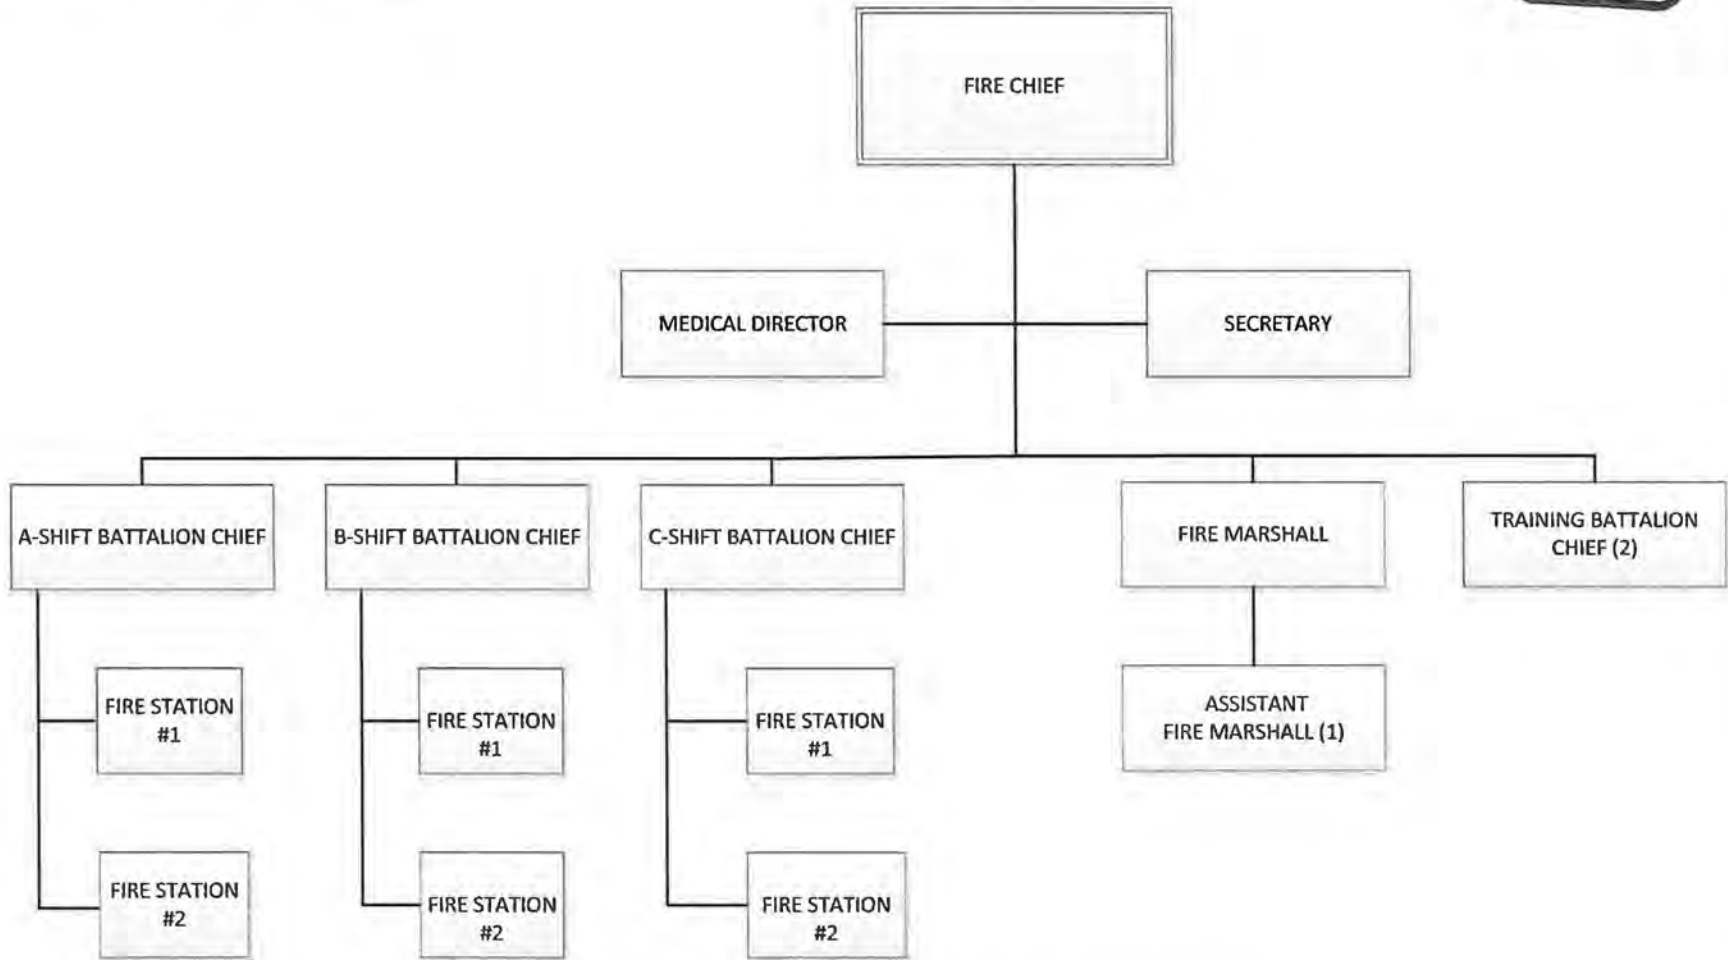 FIRE CHIEF
MEDICAL DIRECTOR
SECRETARY
A-SHIFT BATTALION CHIEF
B-SHIFT BATTALION CHIEF
C-SHIFT BATTALION CHIEF
FIRE MARSHALL
TRAINING BATTALION
CHIEF (2)
FIRE STATION
#1
FIRE STATION
#1
FIRE STATION
#1
ASSISTANT
FIRE MARSHALL (1)
FIRE STATION
#2
FIRE STATION
#2
FIRE STATION
#2